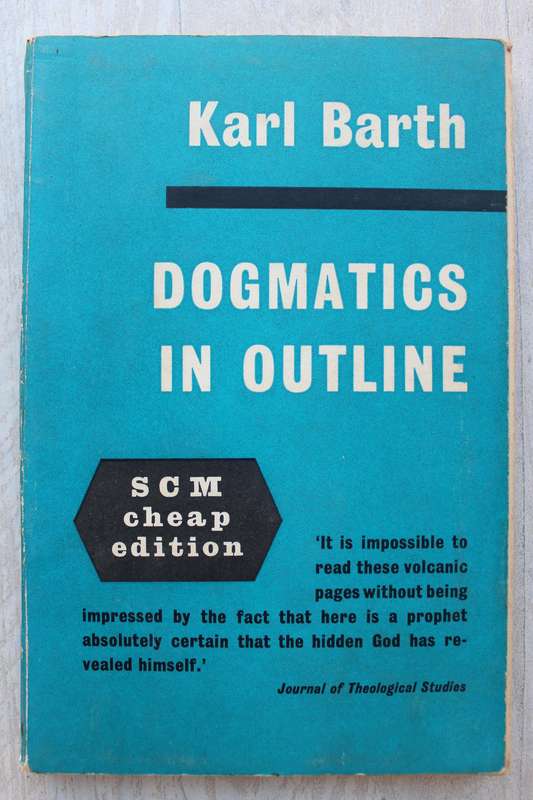 Karl Barth
DOGMATICS
IN OUTLINE
SCM
cheap
edition
‘It is impossible to
read these volcanic
pages without being
impressed by the fact that here is a prophet
absolutely certain that the hidden God has re-
vealed himself.’
Journal of Theological Studies